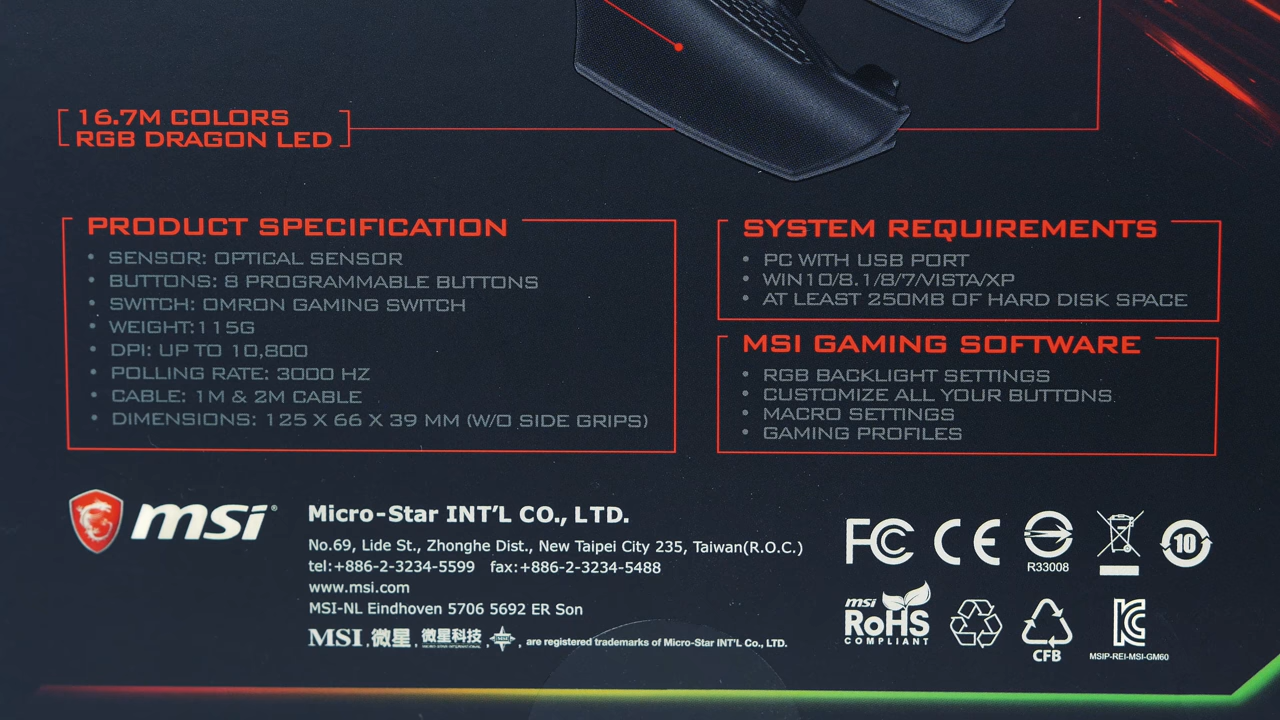 16.7M COLORS
RGB DRAGON LED
PRODUCT SPECIFICATION
• SENSOR: OPTICAL SENSOR
• BUTTONS: 8 PROGRAMMABLE BUTTONS
• SWITCH: OMRON GAMING SWITCH
• WEIGHT:115G
• DPI: UP TO 10,800
• POLLING RATE: 3000 HZ
• CABLE: 1M & 2M CABLE
• DIMENSIONS: 125 X 66 X 39 MM (W/O SIDE GRIPS)
SYSTEM REQUIREMENTS
• PC WITH USB PORT
• WIN10/8.1/8/7/VISTA/XP
• AT LEAST 250MB OF HARD DISK SPACE
MSI GAMING SOFTWARE
• RGB BACKLIGHT SETTINGS
• CUSTOMIZE ALL YOUR BUTTONS
• MACRO SETTINGS
• GAMING PROFILES
msi®
Micro-Star INT'L CO., LTD.
No.69, Lide St., Zhonghe Dist., New Taipei City 235, Taiwan(R.O.C.)
tel:+886-2-3234-5599 fax:+886-2-3234-5488
www.msi.com
MSI-NL Eindhoven 5706 5692 ER Son
MSI , 微星 , 微星科技 , , are registered trademarks of Micro-Star INT'L Co., LTD.
FC CE
R33008
10
msi
RoHS
COMPLIANT
CFB
MSIP-REI-MSI-GM60